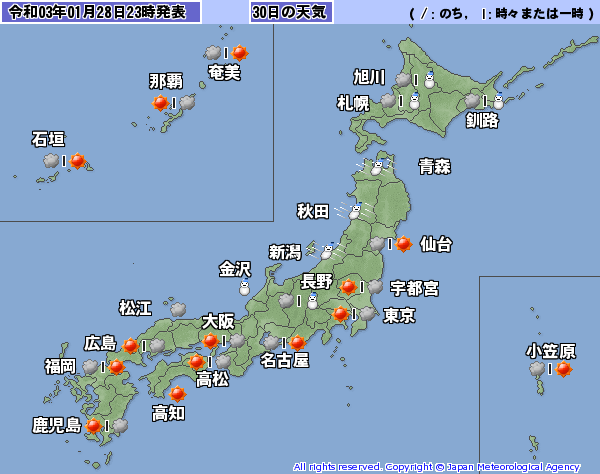 令和03年01月28日23時発表
30日の天気
( /: のち, |: 時々または一時 )
奄美
那覇
旭川
札幌
釧路
石垣
青森
秋田
仙台
新潟
金沢
長野
宇都宮
松江
大阪
東京
広島
名古屋
福岡
高松
小笠原
高知
鹿児島
All rights reserved. Copyright © Japan Meteorological Agency